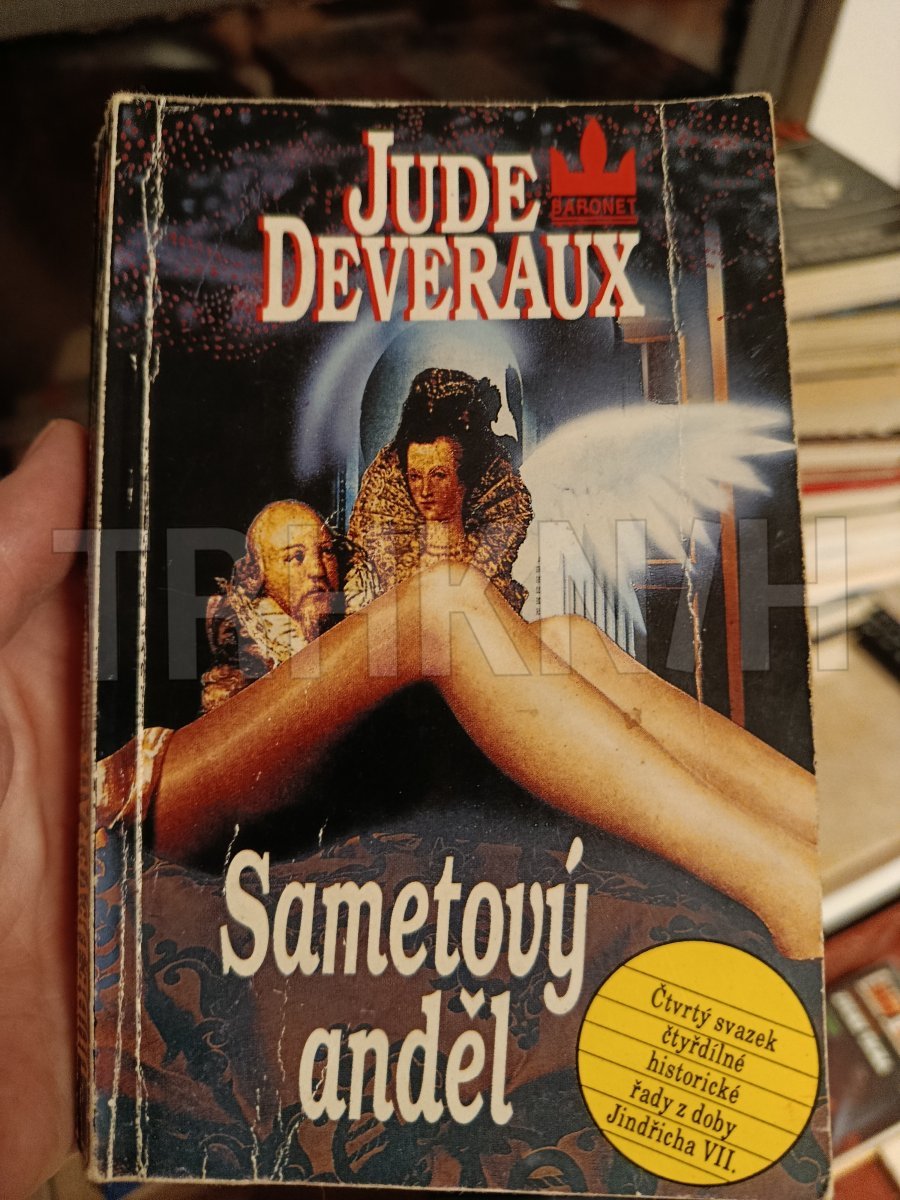 JUDE
BARONET
DEVERAUX
Sametový
anděl
Čtvrtý svazek
čtyřdílné
historické
řady z doby
Jindřicha VII.